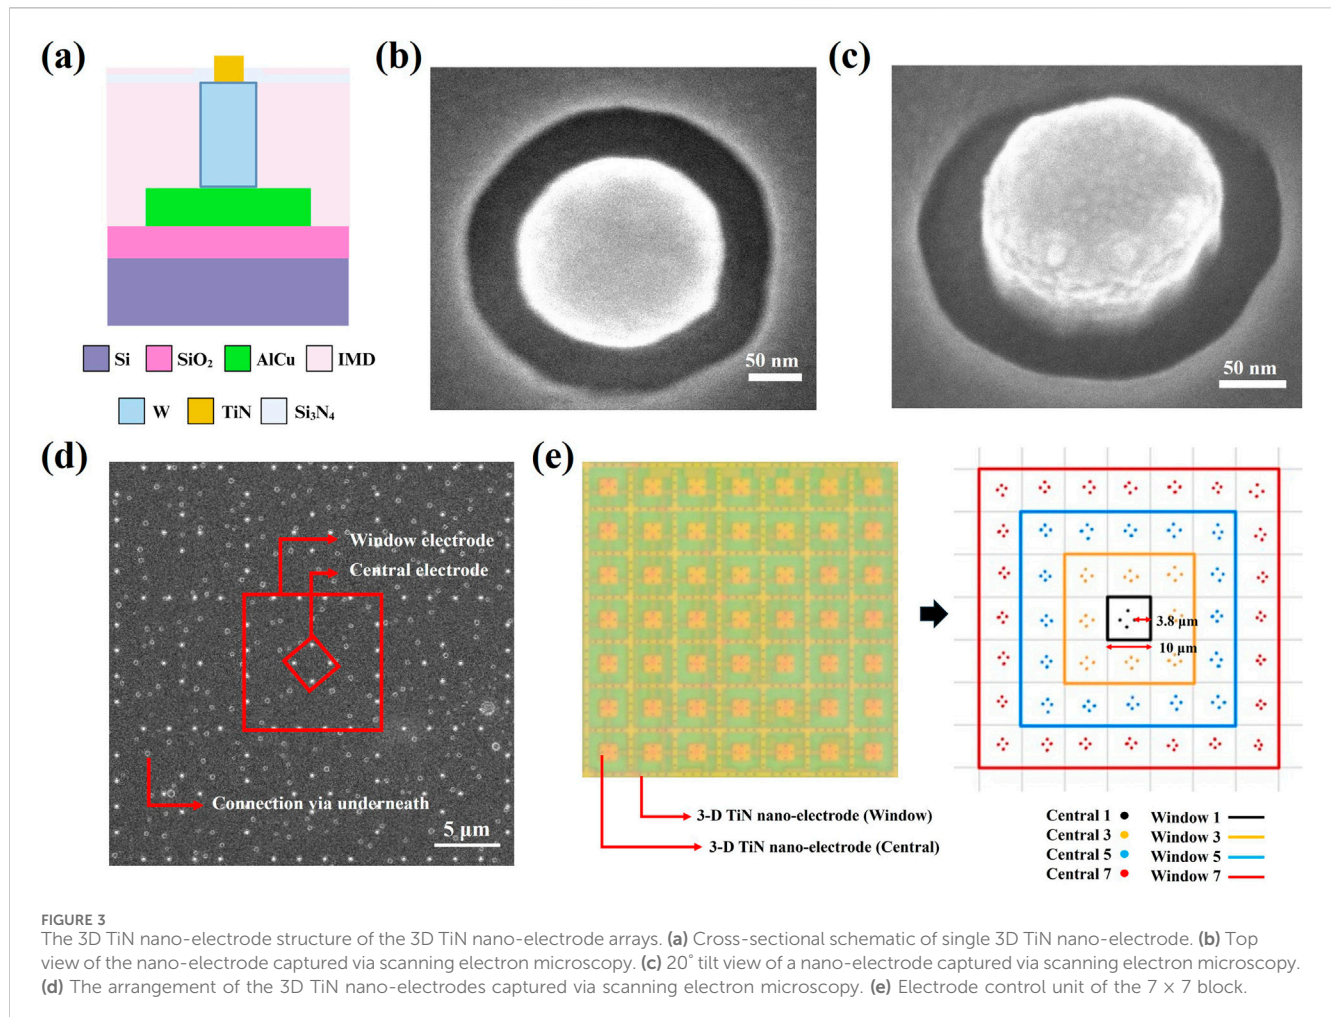 (a)
(b)
(c)
50 nm
50 nm
Si SiO₂ AlCu IMD
W TiN Si₃N₄
(d)
Window electrode
Central electrode
Connection via underneath
5 µm
(e)
3.8 µm
10 µm
3-D TiN nano-electrode (Window)
3-D TiN nano-electrode (Central)
Central 1 Window 1
Central 3 Window 3
Central 5 Window 5
Central 7 Window 7
FIGURE 3
The 3D TiN nano-electrode structure of the 3D TiN nano-electrode arrays. (a) Cross-sectional schematic of single 3D TiN nano-electrode. (b) Top
view of the nano-electrode captured via scanning electron microscopy. (c) 20° tilt view of a nano-electrode captured via scanning electron microscopy.
(d) The arrangement of the 3D TiN nano-electrodes captured via scanning electron microscopy. (e) Electrode control unit of the 7 × 7 block.